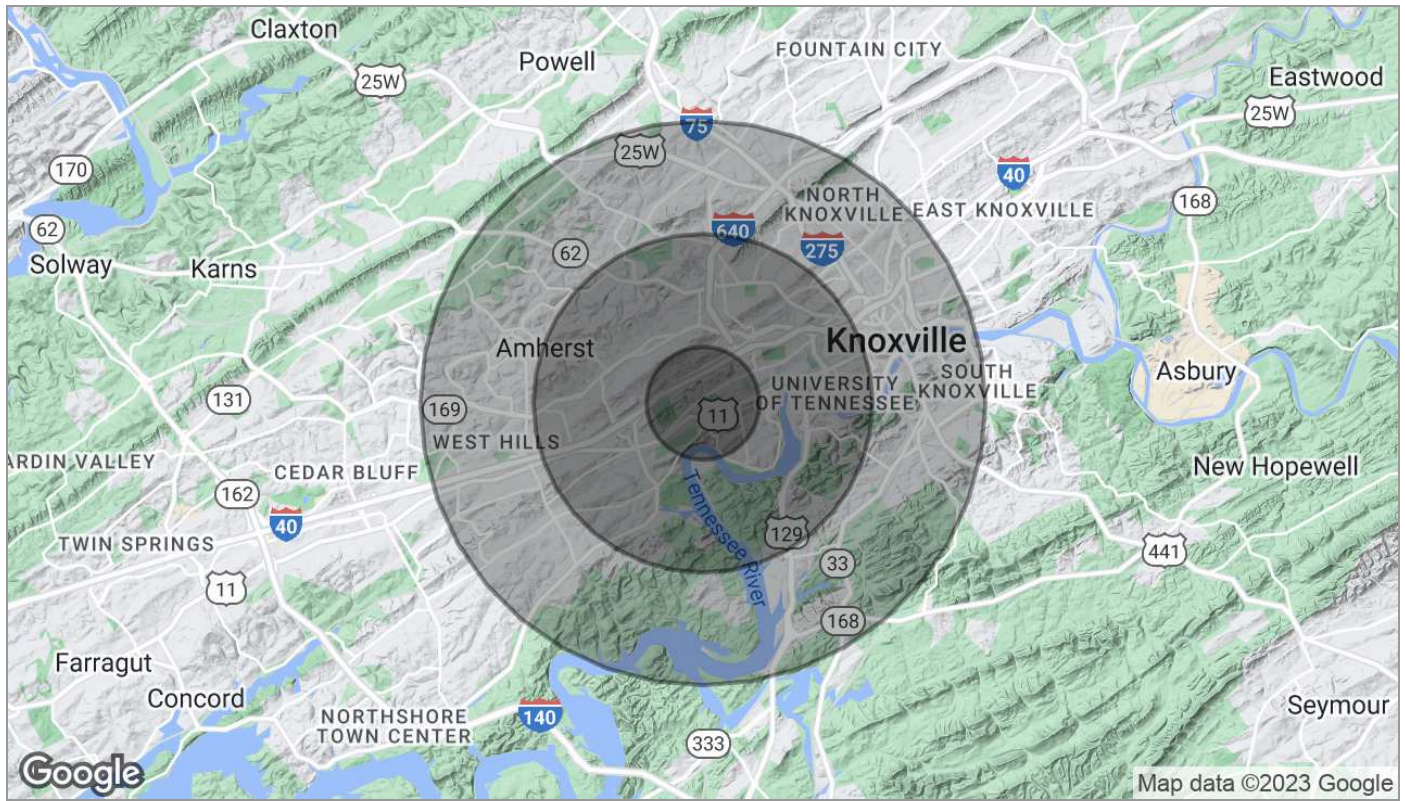 Claxton
Powell
FOUNTAIN CITY
Eastwood
25W
25W
75
25W
170
40
NORTH
KNOXVILLE
EAST KNOXVILLE
168
62
640
275
62
Solway
Karns
Knoxville
Amherst
Asbury
SOUTH
KNOXVILLE
UNIVERSITY
OF TENNESSEE
131
169
11
WEST HILLS
ARDIN VALLEY
CEDAR BLUFF
New Hopewell
162
40
Tennessee River
129
TWIN SPRINGS
441
33
11
168
Farragut
Concord
Seymour
NORTHSHORE
TOWN CENTER
140
333
Google
Map data ©2023 Google